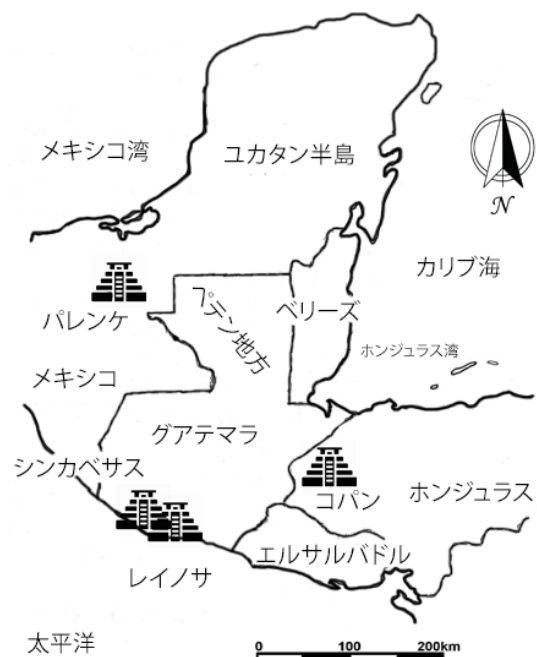 メキシコ湾
ユカタン半島
N
カリブ海
パレンケ
ペテン地方
ベリーズ
ホンジュラス湾
メキシコ
グアテマラ
シンカベサス
コパン
ホンジュラス
レイノサ
エルサルバドル
太平洋
0 100 200km